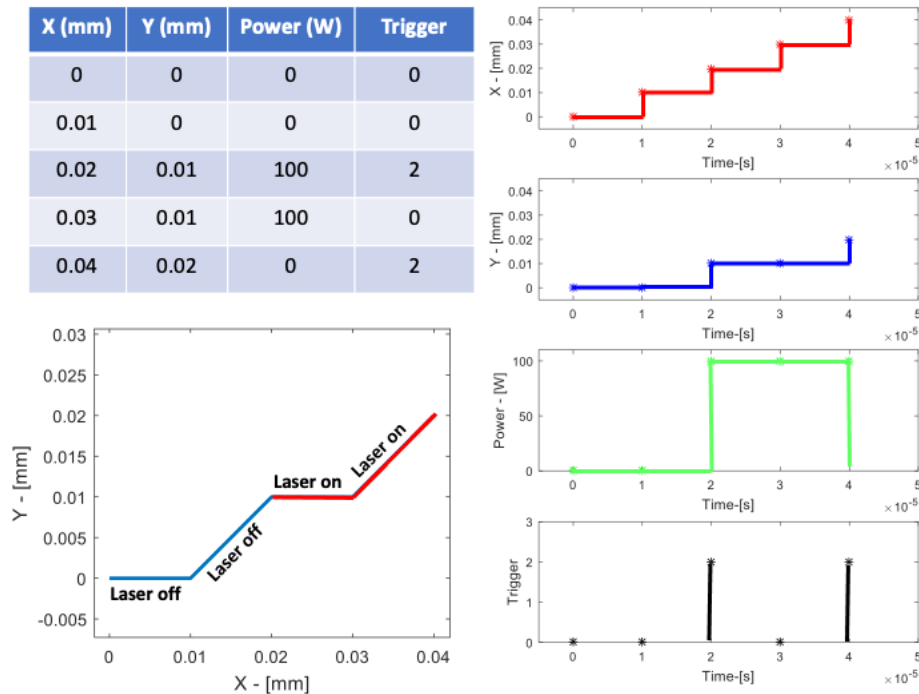 X (mm) Y (mm) Power (W) Trigger
0 0 0 0
0.01 0 0 0
0.02 0.01 100 2
0.03 0.01 100 0
0.04 0.02 0 2
0.03
0.025
0.02
0.015
0.01
0.005
0
-0.005
Y - [mm]
Laser off
Laser off
Laser on
Laser on
0 0.01 0.02 0.03 0.04
X - [mm]
0.04
0.03
0.02
0.01
0
X - [mm]
0 1 2 3 4 5
Time-[s]
×10-5
0.04
0.03
0.02
0.01
0
Y - [mm]
0 1 2 3 4 5
Time-[s]
×10-5
100
50
0
Power - [W]
0 1 2 3 4 5
Time-[s]
×10-5
3
2
1
0
Trigger
0 1 2 3 4 5
Time-[s]
×10-5